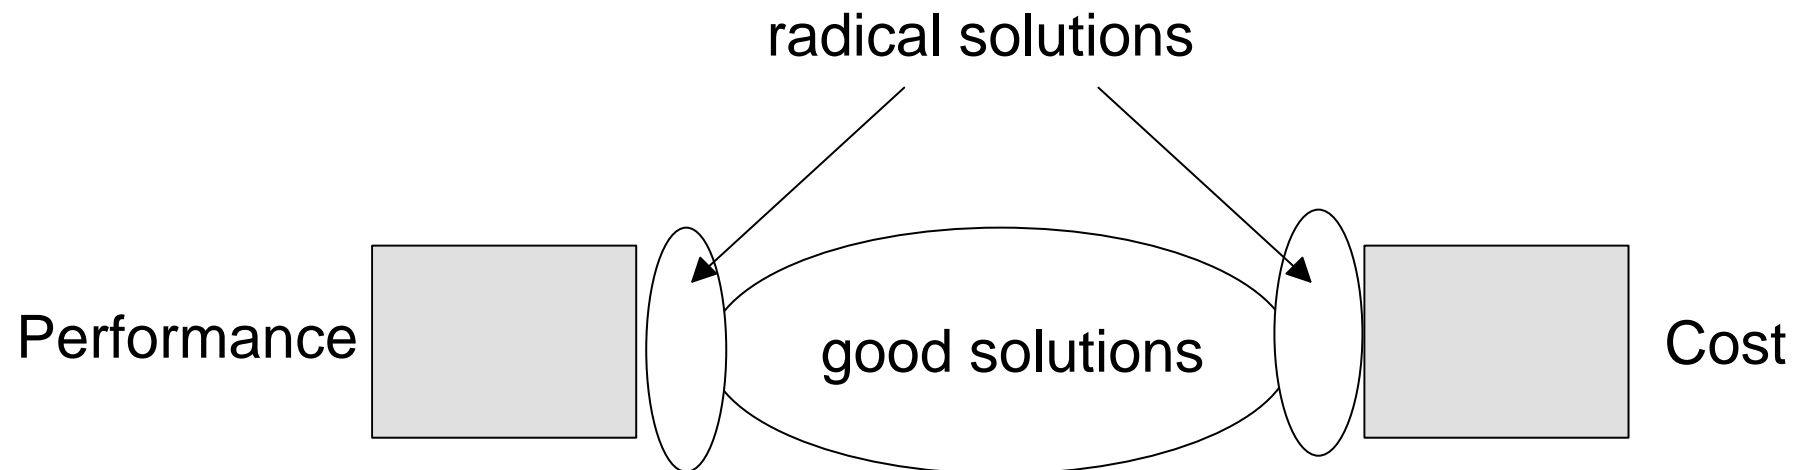 radical solutions
Performance
good solutions
Cost